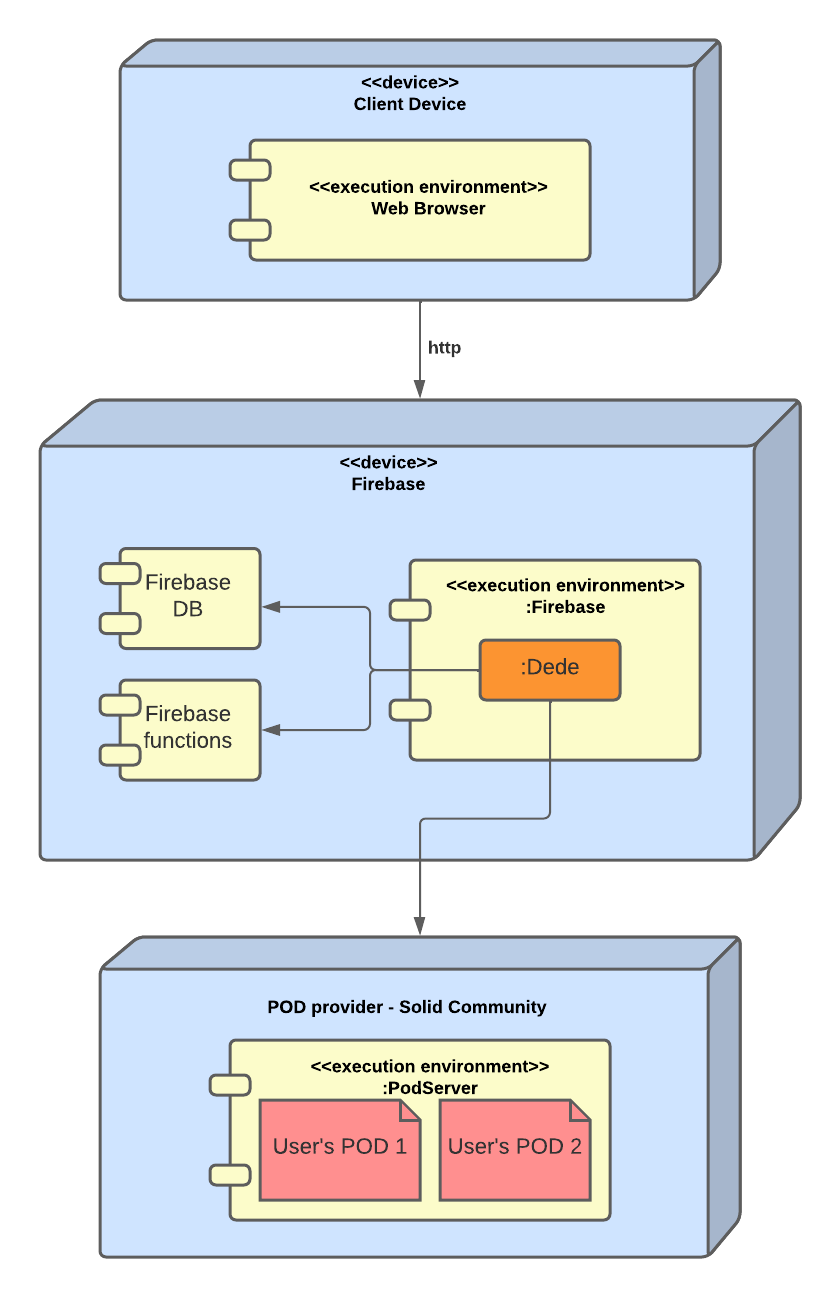 <<device>>
Client Device
<<execution environment>>
Web Browser
http
<<device>>
Firebase
Firebase
DB
<<execution environment>>
:Firebase
:Dede
Firebase
functions
POD provider - Solid Community
<<execution environment>>
:PodServer
User's POD 1
User's POD 2